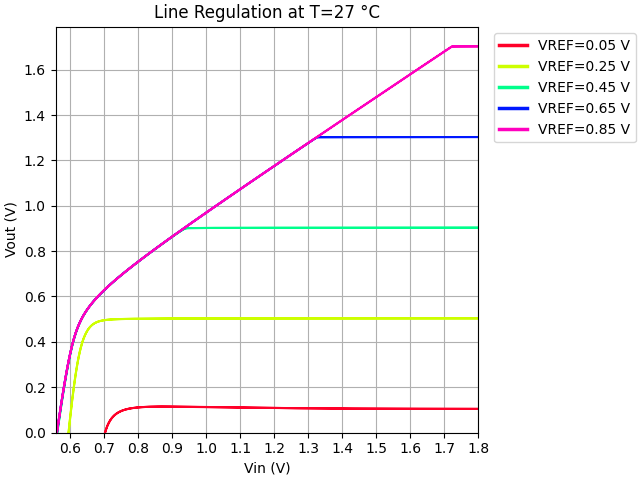 Line Regulation at T=27 °C
VREF=0.05 V
VREF=0.25 V
VREF=0.45 V
VREF=0.65 V
VREF=0.85 V
Vout (V)
1.6
1.4
1.2
1.0
0.8
0.6
0.4
0.2
0.0
0.6 0.7 0.8 0.9 1.0 1.1 1.2 1.3 1.4 1.5 1.6 1.7 1.8
Vin (V)